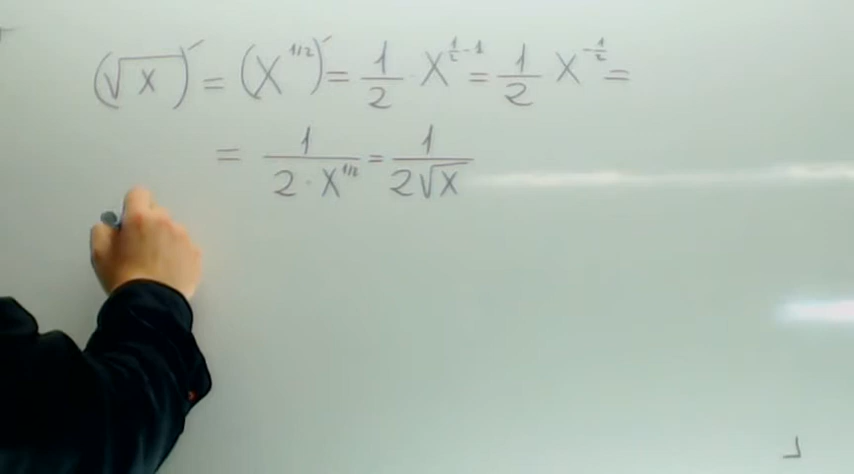 (√x)′ = (x^{1/2})′ = 1/2 · x^{1/2 - 1} = 1/2 x^{-1/2} =
= 1/(2 · x^{1/2}) = 1/(2√x)